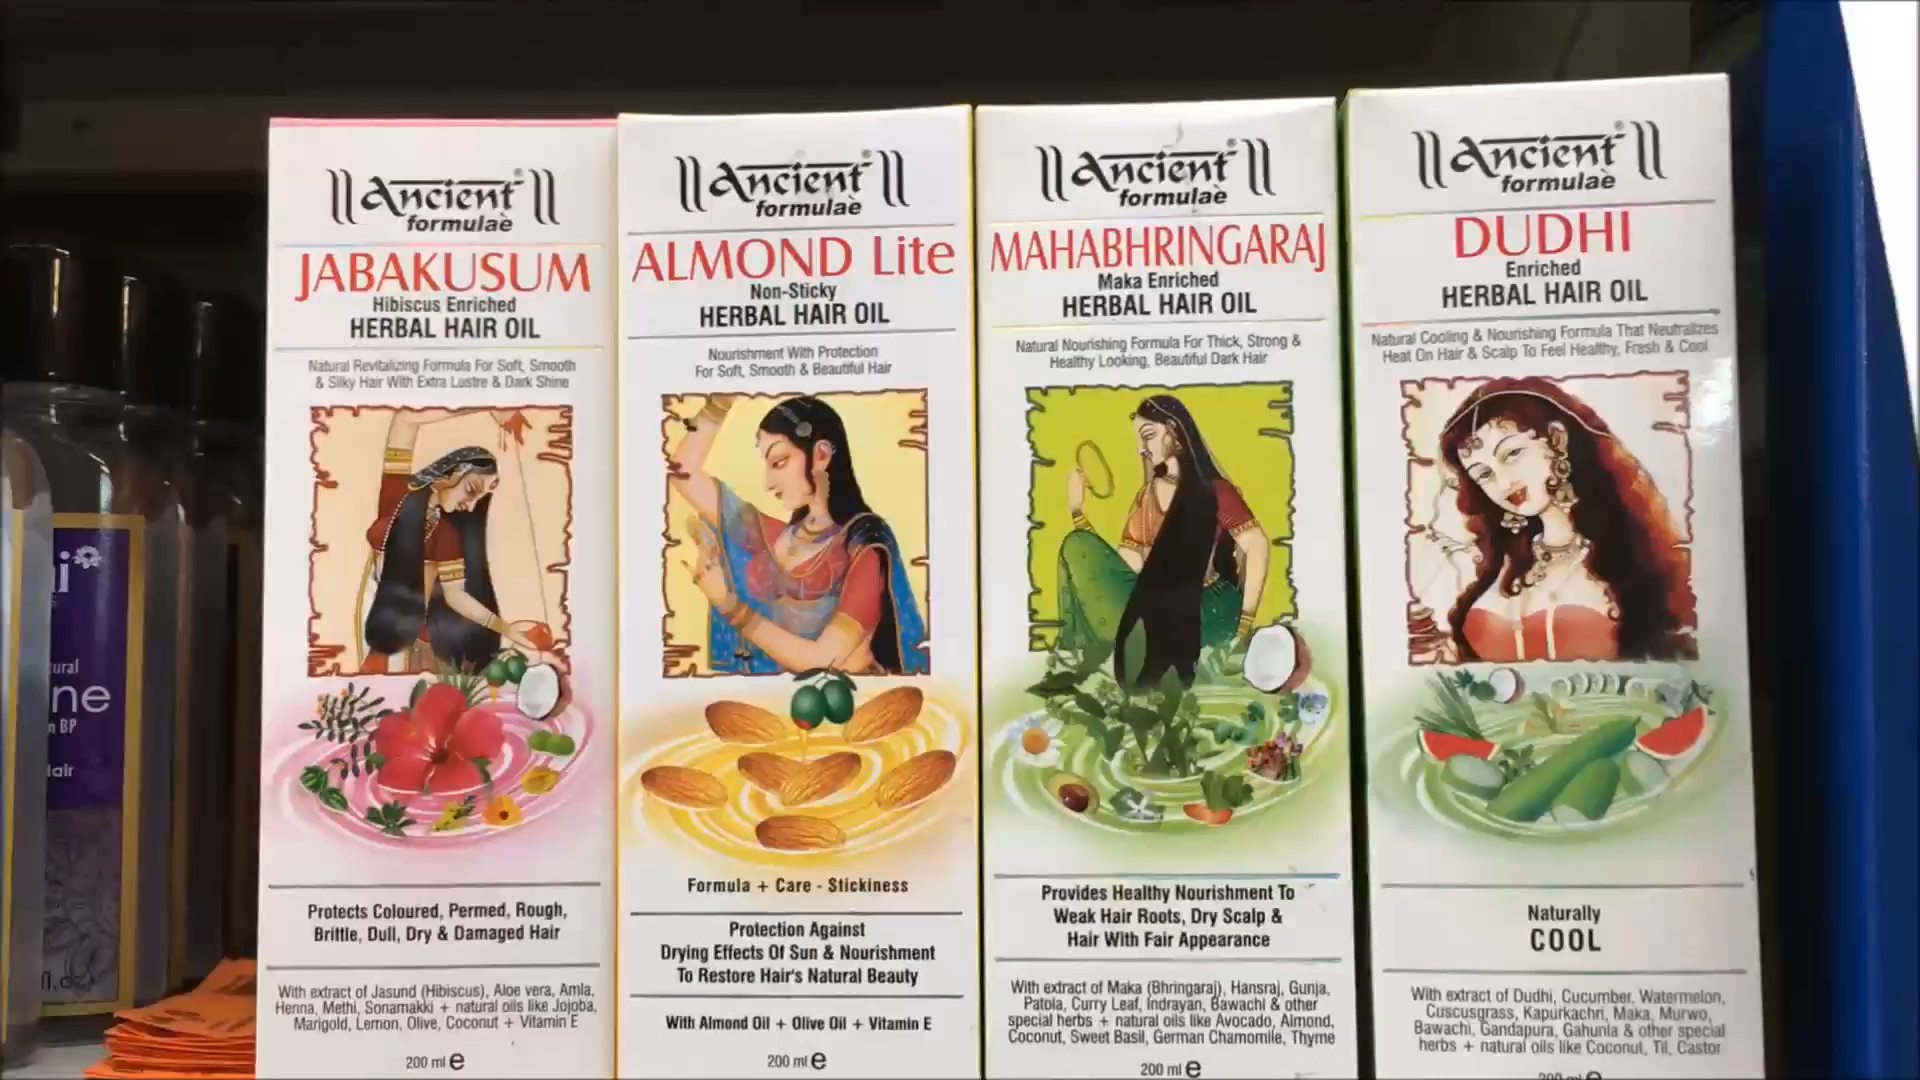 Ancient®
formulaè
JABAKUSUM
Hibiscus Enriched
HERBAL HAIR OIL
Natural Revitalizing Formula For Soft, Smooth
& Silky Hair With Extra Lustre & Dark Shine
Protects Coloured, Permed, Rough,
Brittle, Dull, Dry & Damaged Hair
With extract of Jasund (Hibiscus), Aloe vera, Amla,
Henna, Methi, Sonamakki + natural oils like Jojoba,
Marigold, Lemon, Olive, Coconut + Vitamin E
200 ml e
Ancient®
formulaè
ALMOND Lite
Non-Sticky
HERBAL HAIR OIL
Nourishment With Protection
For Soft, Smooth & Beautiful Hair
Formula + Care - Stickiness
Protection Against
Drying Effects Of Sun & Nourishment
To Restore Hair's Natural Beauty
With Almond Oil + Olive Oil + Vitamin E
200 ml e
Ancient®
formulaè
MAHABHRINGARAJ
Maka Enriched
HERBAL HAIR OIL
Natural Nourishing Formula For Thick, Strong &
Healthy Looking, Beautiful Dark Hair
Provides Healthy Nourishment To
Weak Hair Roots, Dry Scalp &
Hair With Fair Appearance
With extract of Maka (Bhringaraj), Hansraj, Gunja,
Patola, Curry Leaf, Indrayan, Bawachi & other
special herbs + natural oils like Avocado, Almond,
Coconut, Sweet Basil, German Chamomile, Thyme
200 ml e
Ancient®
formulaè
DUDHI
Enriched
HERBAL HAIR OIL
Natural Cooling & Nourishing Formula That Neutralizes
Heat On Hair & Scalp To Feel Healthy, Fresh & Cool
Naturally
COOL
With extract of Dudhi, Cucumber, Watermelon,
Cuscusgrass, Kapurkachri, Maka, Murwo,
Bawachi, Gandapura, Gahunla & other special
herbs + natural oils like Coconut, Til, Castor
200 ml e
BP